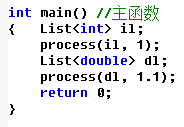 int main() //主函数
{   List<int> il;
    process(il, 1);
    List<double> dl;
    process(dl, 1.1);
    return 0;
}